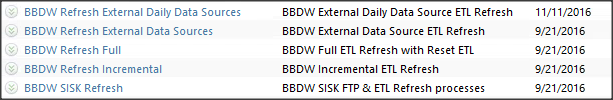 BBDW Refresh External Daily Data Sources BBDW External Daily Data Source ETL Refresh 11/11/2016
BBDW Refresh External Data Sources BBDW External Data Source ETL Refresh 9/21/2016
BBDW Refresh Full BBDW Full ETL Refresh with Reset ETL 9/21/2016
BBDW Refresh Incremental BBDW Incremental ETL Refresh 9/21/2016
BBDW SISK Refresh BBDW SISK FTP & ETL Refresh processes 9/21/2016